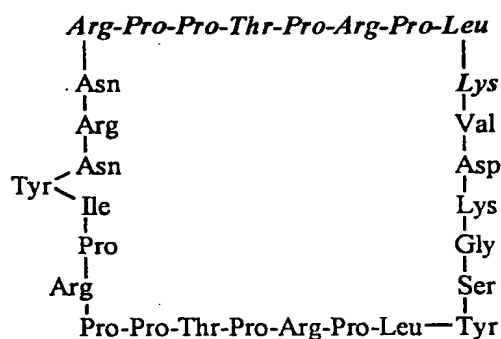 Arg-Pro-Pro-Thr-Pro-Arg-Pro-Leu
Asn Lys
Arg Val
Asn Asp
Tyr
Ile Lys
Pro Gly
Arg Ser
Pro-Pro-Thr-Pro-Arg-Pro-Leu—Tyr